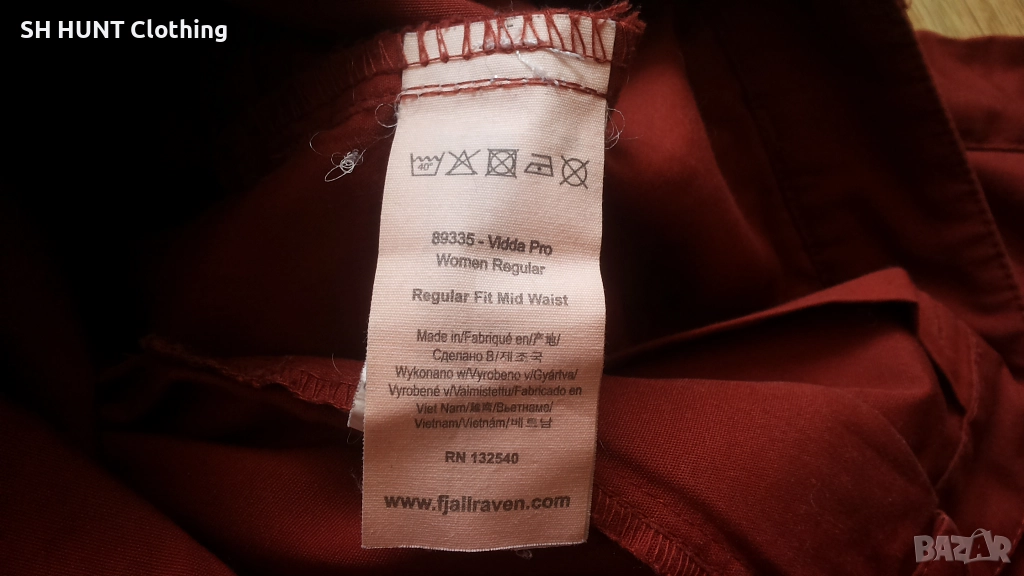 SH HUNT Clothing
40°
89335 - Vidda Pro
Women Regular
Regular Fit Mid Waist
Made in/Fabriqué en/产地/
Сделано В/제조국
Wykonano w/Vyrobeno v/Gyártva/
Vyrobené v/Valmistettu/Fabricado en
Viet Nam/越南/Вьетнаме/
Vietnam/Vietnám/베트남
RN 132540
www.fjallraven.com
BAZAR